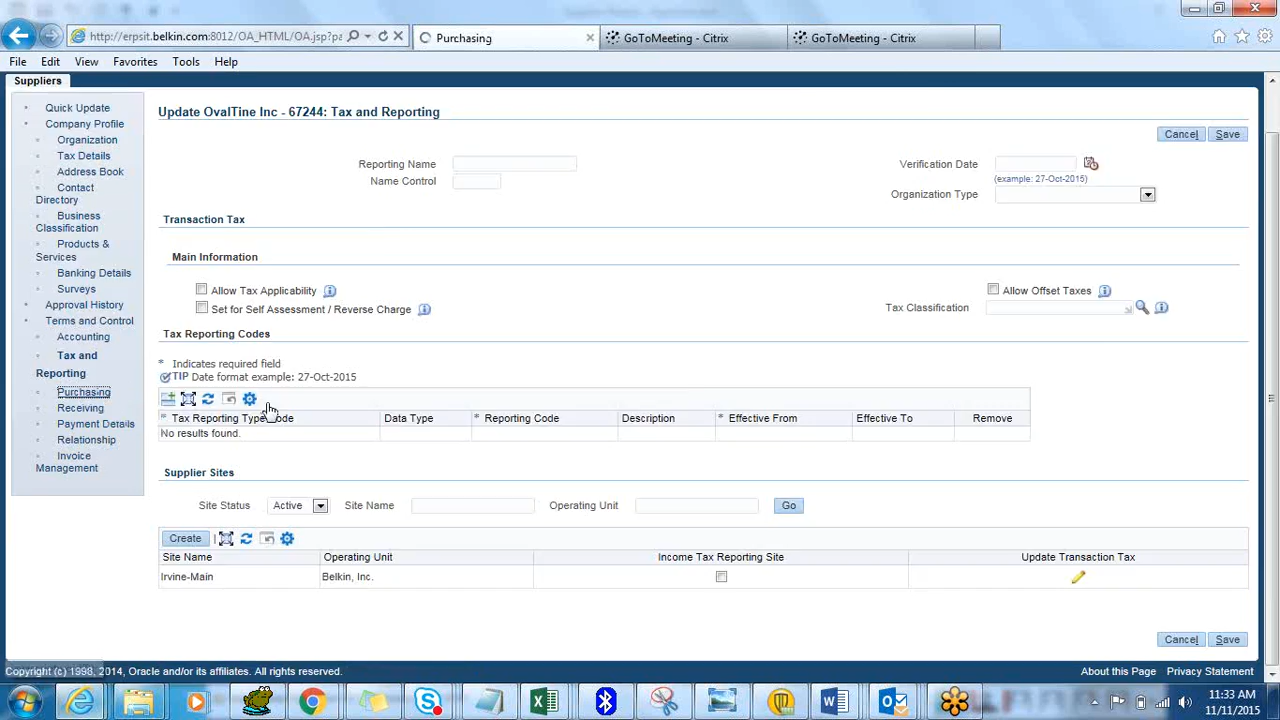 http://erpsit.belkin.com:8012/OA_HTML/OA.jsp?pa
Purchasing
GoToMeeting - Citrix
GoToMeeting - Citrix
File Edit View Favorites Tools Help
Suppliers
Quick Update
Company Profile
Organization
Tax Details
Address Book
Contact
Directory
Business
Classification
Products &
Services
Banking Details
Surveys
Approval History
Terms and Control
Accounting
Tax and
Reporting
Purchasing
Receiving
Payment Details
Relationship
Invoice
Management
Update OvalTine Inc - 67244: Tax and Reporting
Cancel Save
Reporting Name
Verification Date
(example: 27-Oct-2015)
Name Control
Organization Type
Transaction Tax
Main Information
Allow Tax Applicability
Allow Offset Taxes
Set for Self Assessment / Reverse Charge
Tax Classification
Tax Reporting Codes
* Indicates required field
TIP Date format example: 27-Oct-2015
* Tax Reporting Type Code Data Type * Reporting Code Description * Effective From Effective To Remove
No results found.
Supplier Sites
Site Status Active Site Name Operating Unit Go
Create
Site Name Operating Unit Income Tax Reporting Site Update Transaction Tax
Irvine-Main Belkin, Inc.
Cancel Save
Copyright (c) 1998, 2014, Oracle and/or its affiliates. All rights reserved.
About this Page Privacy Statement
11:33 AM
11/11/2015